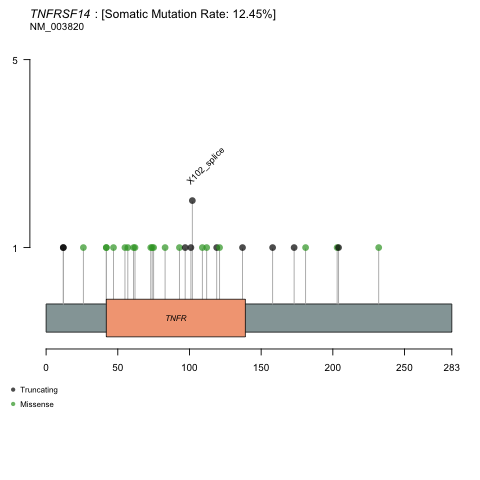 TNFRSF14 : [Somatic Mutation Rate: 12.45%]
NM_003820
5
X102_splice
1
TNFR
0 50 100 150 200 250 283
Truncating
Missense